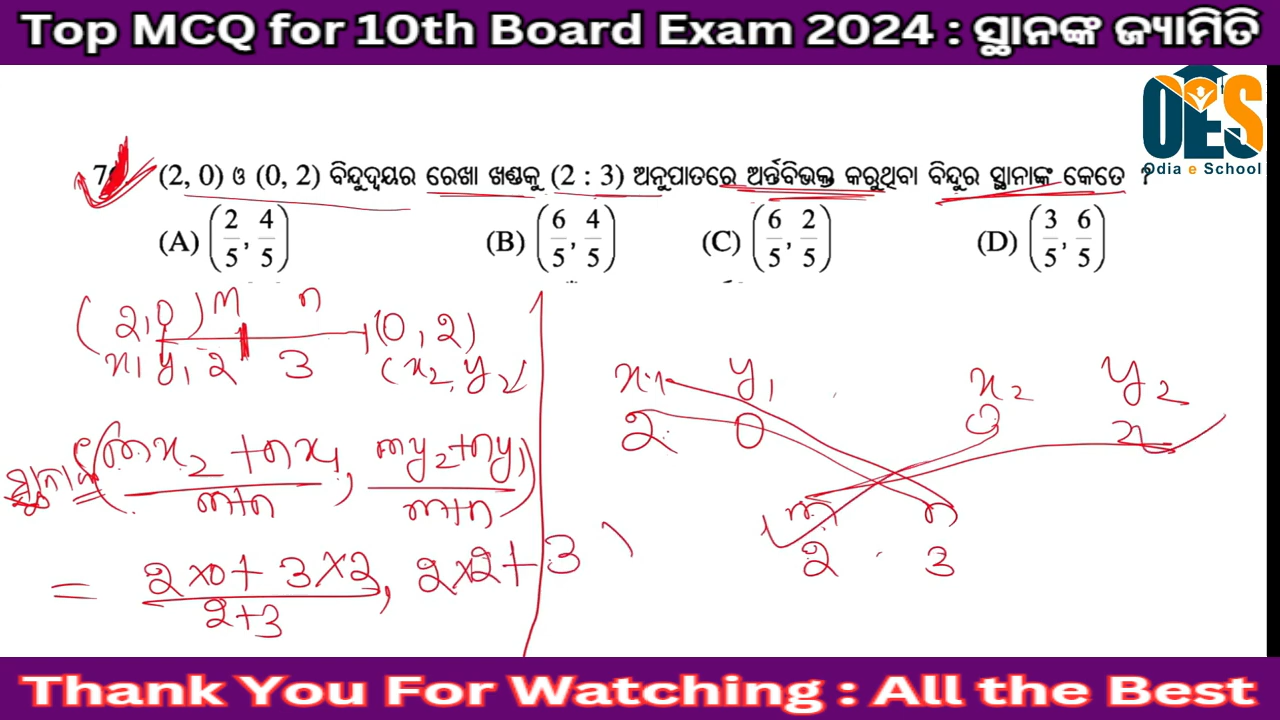 Top MCQ for 10th Board Exam 2024 : ସ୍ଥାନଙ୍କ ଜ୍ୟାମିତି
OES
Odia e School
(2, 0) ଓ (0, 2) ବିନ୍ଦୁଦ୍ୱୟର ରେଖା ଖଣ୍ଡକୁ (2 : 3) ଅନୁପାତରେ ଅର୍ନ୍ତବିଭକ୍ତ କରୁଥିବା ବିନ୍ଦୁର ସ୍ଥାନାଙ୍କ କେତେ ?
(A) (2/5, 4/5) (B) (6/5, 4/5) (C) (6/5, 2/5) (D) (3/5, 6/5)
(2,0) m n (0,2)
x1 y1 2 3 (x2, y2)
x1 y1 x2 y2
2 0 0
(mx2 + nx1 / m+n, my2 + ny1 / m+n)
m n
2 : 3
= 2×0 + 3×2 / 2+3, 2×2 + 3
Thank You For Watching : All the Best